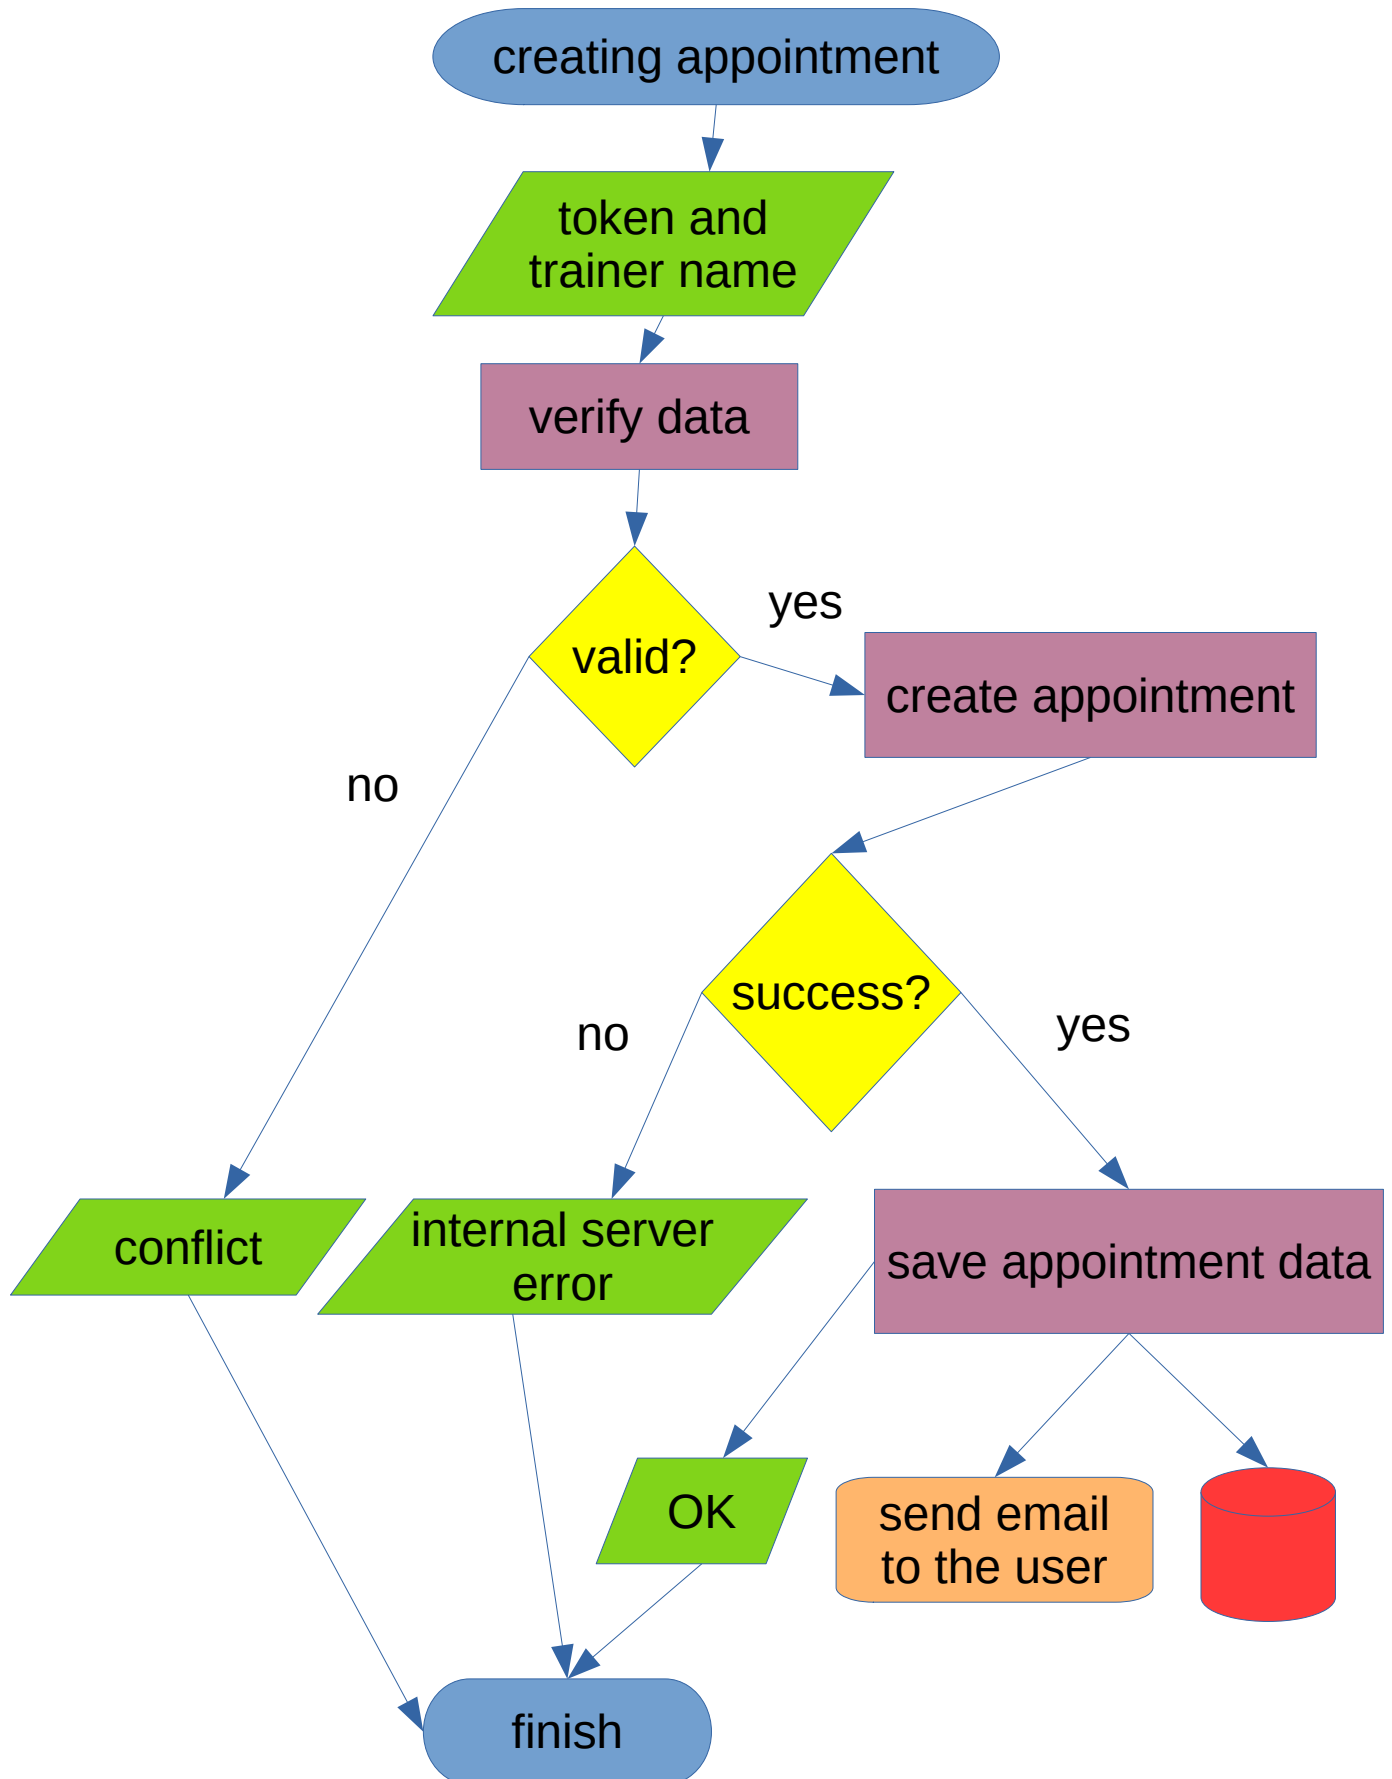 creating appointment
token and
trainer name
verify data
valid?
yes
create appointment
no
success?
no
yes
conflict
internal server
error
save appointment data
OK
send email
to the user
finish